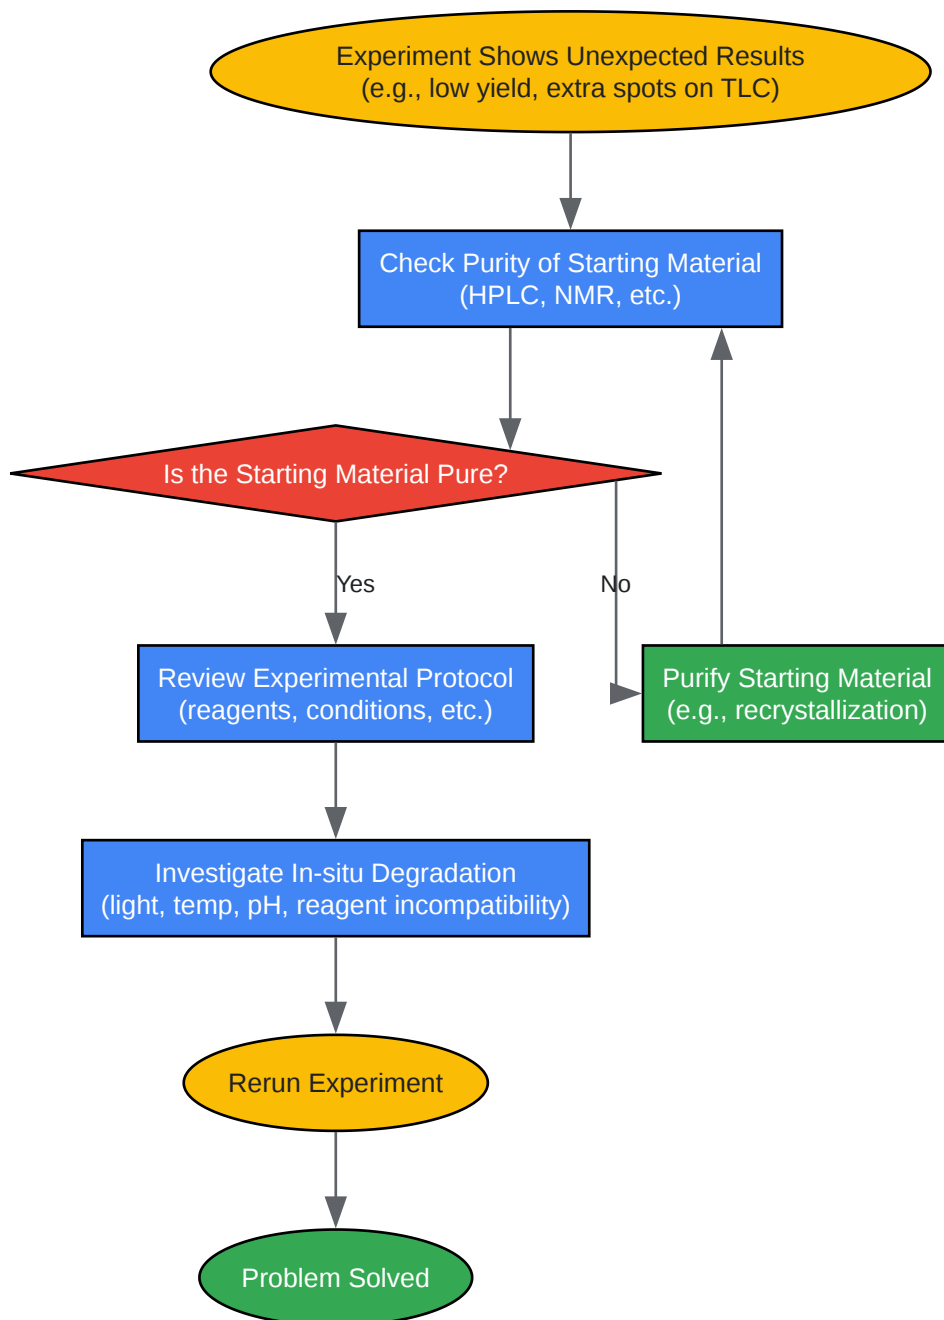 Experiment Shows Unexpected Results
(e.g., low yield, extra spots on TLC)
Check Purity of Starting Material
(HPLC, NMR, etc.)
Is the Starting Material Pure?
Yes
No
Review Experimental Protocol
(reagents, conditions, etc.)
Purify Starting Material
(e.g., recrystallization)
Investigate In-situ Degradation
(light, temp, pH, reagent incompatibility)
Rerun Experiment
Problem Solved